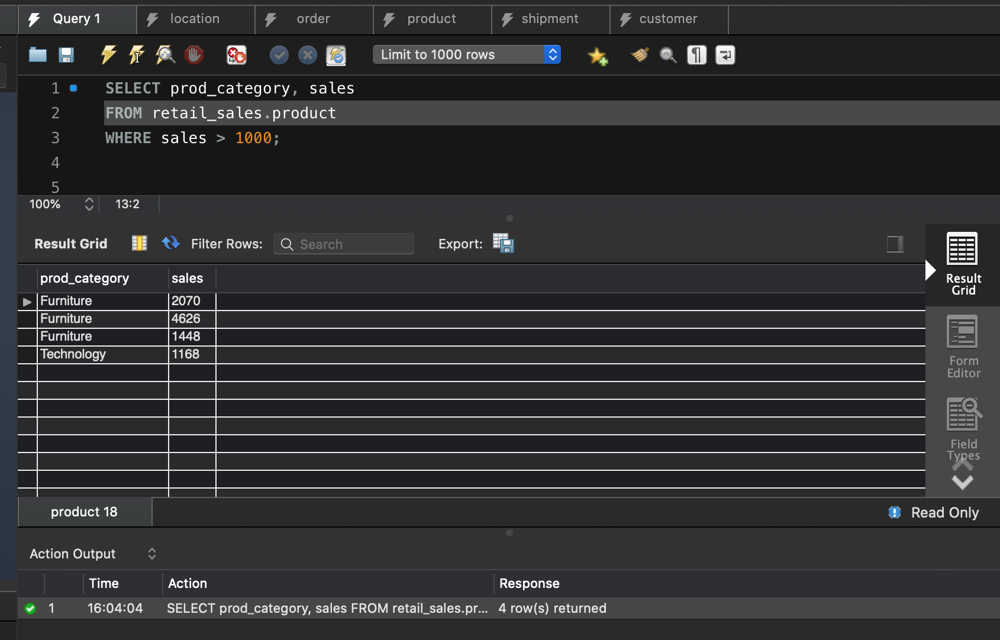 Query 1 location order product shipment customer
Limit to 1000 rows
1 SELECT prod_category, sales
2 FROM retail_sales.product
3 WHERE sales > 1000;
4
5
100% 13:2
Result Grid Filter Rows: Search Export:
prod_category sales
Furniture 2070
Furniture 4626
Furniture 1448
Technology 1168
Result
Grid
Form
Editor
Field
Types
product 18 Read Only
Action Output
Time Action Response
1 16:04:04 SELECT prod_category, sales FROM retail_sales.pr... 4 row(s) returned